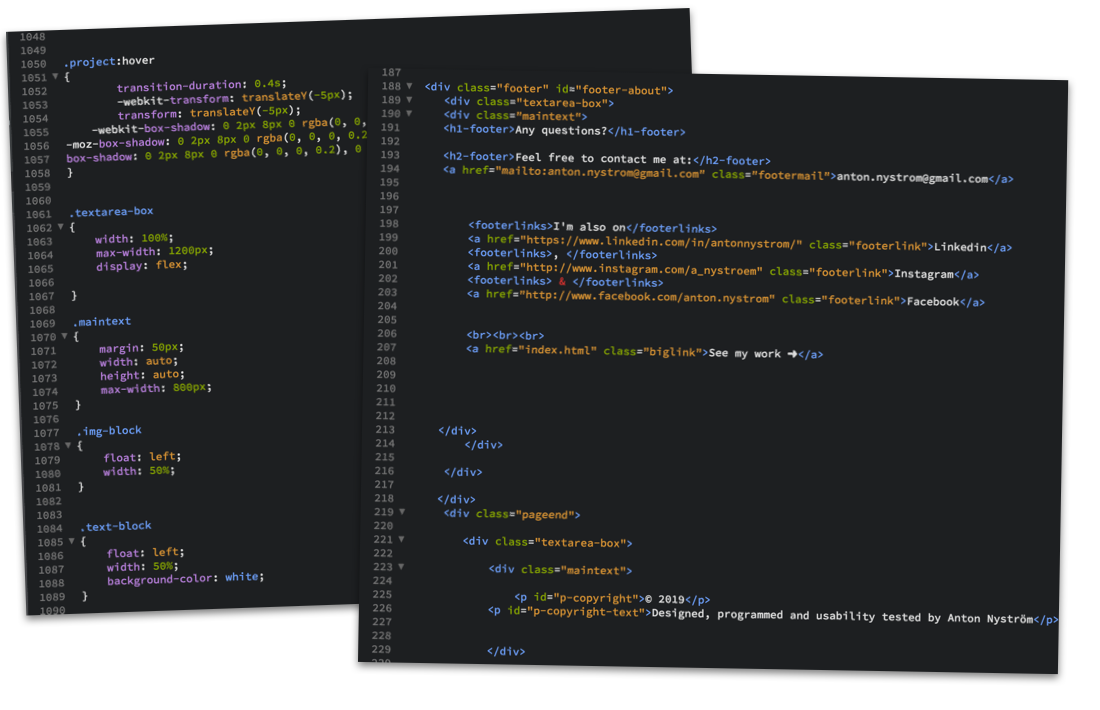 1048
1049
1050 .project:hover
1051 {
1052 transition-duration: 0.4s;
1053 -webkit-transform: translateY(-5px);
1054 transform: translateY(-5px);
1055 -webkit-box-shadow: 0 2px 8px 0 rgba(0, 0,
1056 -moz-box-shadow: 0 2px 8px 0 rgba(0, 0, 0, 0.2
1057 box-shadow: 0 2px 8px 0 rgba(0, 0, 0, 0.2), 0
1058 }
1059
1060
1061 .textarea-box
1062 {
1063 width: 100%;
1064 max-width: 1200px;
1065 display: flex;
1066
1067 }
1068
1069 .maintext
1070 {
1071 margin: 50px;
1072 width: auto;
1073 height: auto;
1074 max-width: 800px;
1075 }
1076
1077 .img-block
1078 {
1079 float: left;
1080 width: 50%;
1081 }
1082
1083
1084 .text-block
1085 {
1086 float: left;
1087 width: 50%;
1088 background-color: white;
1089 }
1090
187
188 <div class="footer" id="footer-about">
189 <div class="textarea-box">
190 <div class="maintext">
191 <h1-footer>Any questions?</h1-footer>
192
193 <h2-footer>Feel free to contact me at:</h2-footer>
194 <a href="mailto:anton.nystrom@gmail.com" class="footermail">anton.nystrom@gmail.com</a>
195
196
197
198 <footerlinks>I'm also on</footerlinks>
199 <a href="https://www.linkedin.com/in/antonnystrom/" class="footerlink">Linkedin</a>
200 <footerlinks>, </footerlinks>
201 <a href="http://www.instagram.com/a_nystroem" class="footerlink">Instagram</a>
202 <footerlinks> & </footerlinks>
203 <a href="http://www.facebook.com/anton.nystrom" class="footerlink">Facebook</a>
204
205
206 <br><br><br>
207 <a href="index.html" class="biglink">See my work ➜</a>
208
209
210
211
212
213 </div>
214 </div>
215
216 </div>
217
218 </div>
219 <div class="pageend">
220
221 <div class="textarea-box">
222
223 <div class="maintext">
224
225 <p id="p-copyright">© 2019</p>
226 <p id="p-copyright-text">Designed, programmed and usability tested by Anton Nyström</p>
227
228
229 </div>